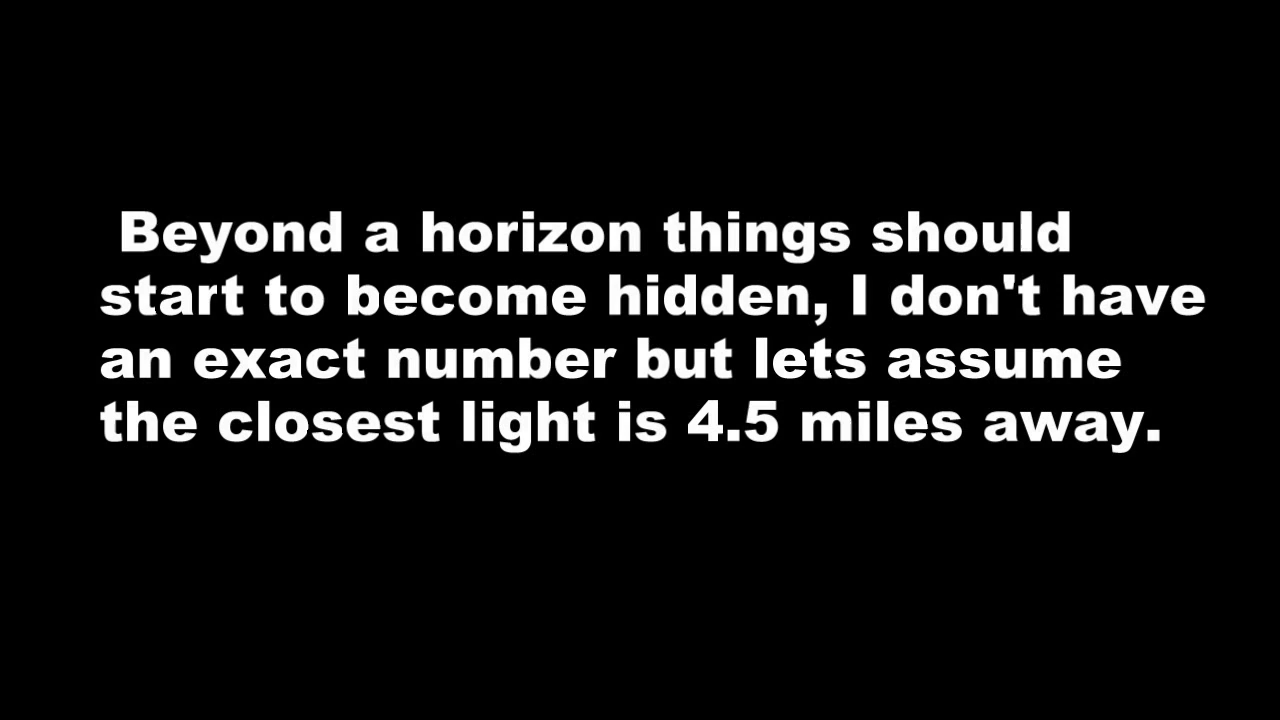 Beyond a horizon things should
start to become hidden, I don't have
an exact number but lets assume
the closest light is 4.5 miles away.